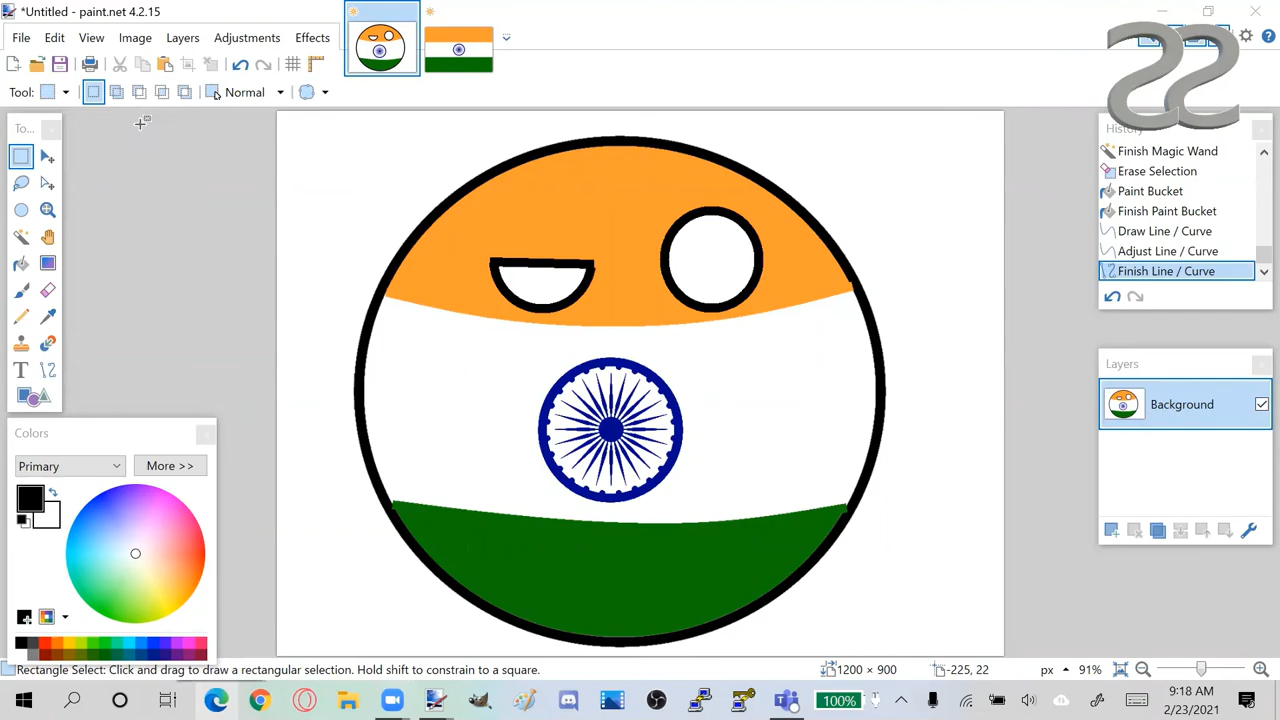 *Untitled - paint.net 4.2.15
File Edit View Image Layers Adjustments Effects
Tool: Normal
To...
SS
History
Finish Magic Wand
Erase Selection
Paint Bucket
Finish Paint Bucket
Draw Line / Curve
Adjust Line / Curve
Finish Line / Curve
Layers
Background
Colors
Primary More >>
Rectangle Select: Click and drag to draw a rectangular selection. Hold shift to constrain to a square. 1200 × 900 -225, 22 px 91%
100% 9:18 AM
2/23/2021